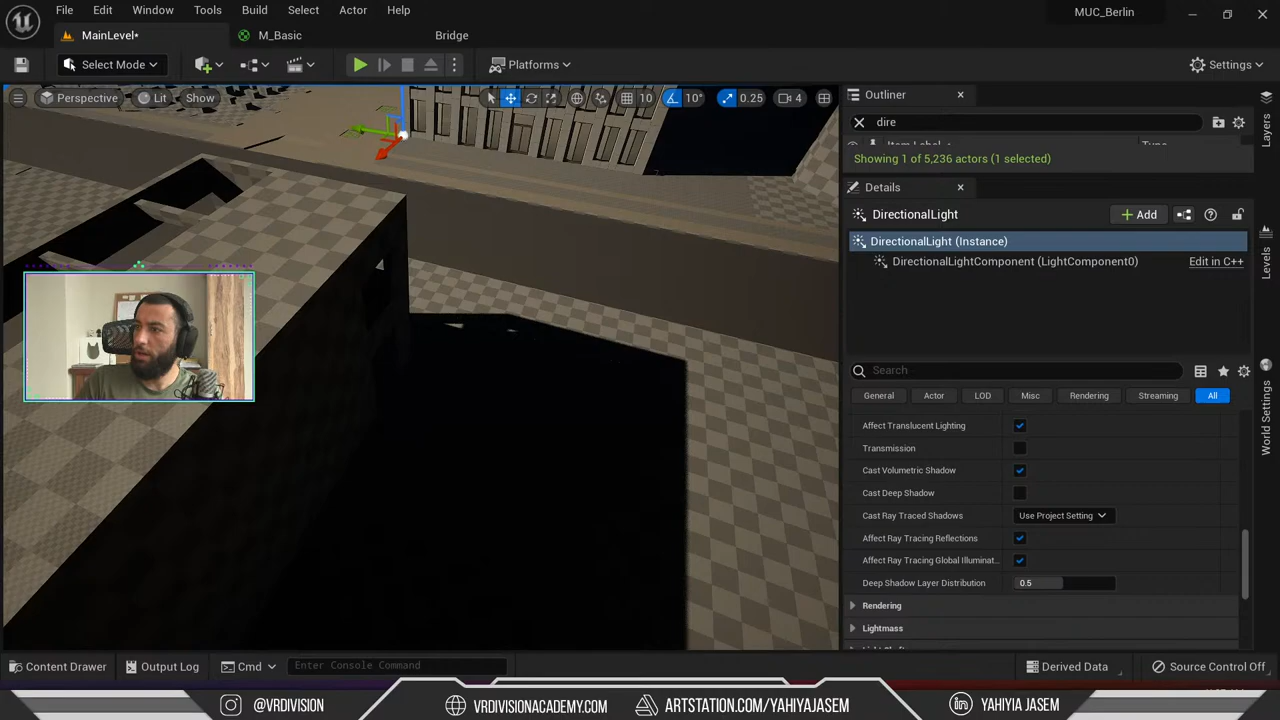 File Edit Window Tools Build Select Actor Help MUC_Berlin
MainLevel* M_Basic Bridge
Select Mode Platforms Settings
Perspective Lit Show 10 10° 0.25 4
Outliner
dire
Showing 1 of 5,236 actors (1 selected)
Details
DirectionalLight Add
DirectionalLight (Instance)
DirectionalLightComponent (LightComponent0) Edit in C++
Search
General Actor LOD Misc Rendering Streaming All
Affect Translucent Lighting
Transmission
Cast Volumetric Shadow
Cast Deep Shadow
Cast Ray Traced Shadows Use Project Setting
Affect Ray Tracing Reflections
Affect Ray Tracing Global Illuminat...
Deep Shadow Layer Distribution 0.5
Rendering
Lightmass
Layers
Levels
World Settings
Content Drawer Output Log Cmd Enter Console Command Derived Data Source Control Off
@VRDIVISION VRDIVISIONACADEMY.COM ARTSTATION.COM/YAHIYAJASEM YAHIYIA JASEM